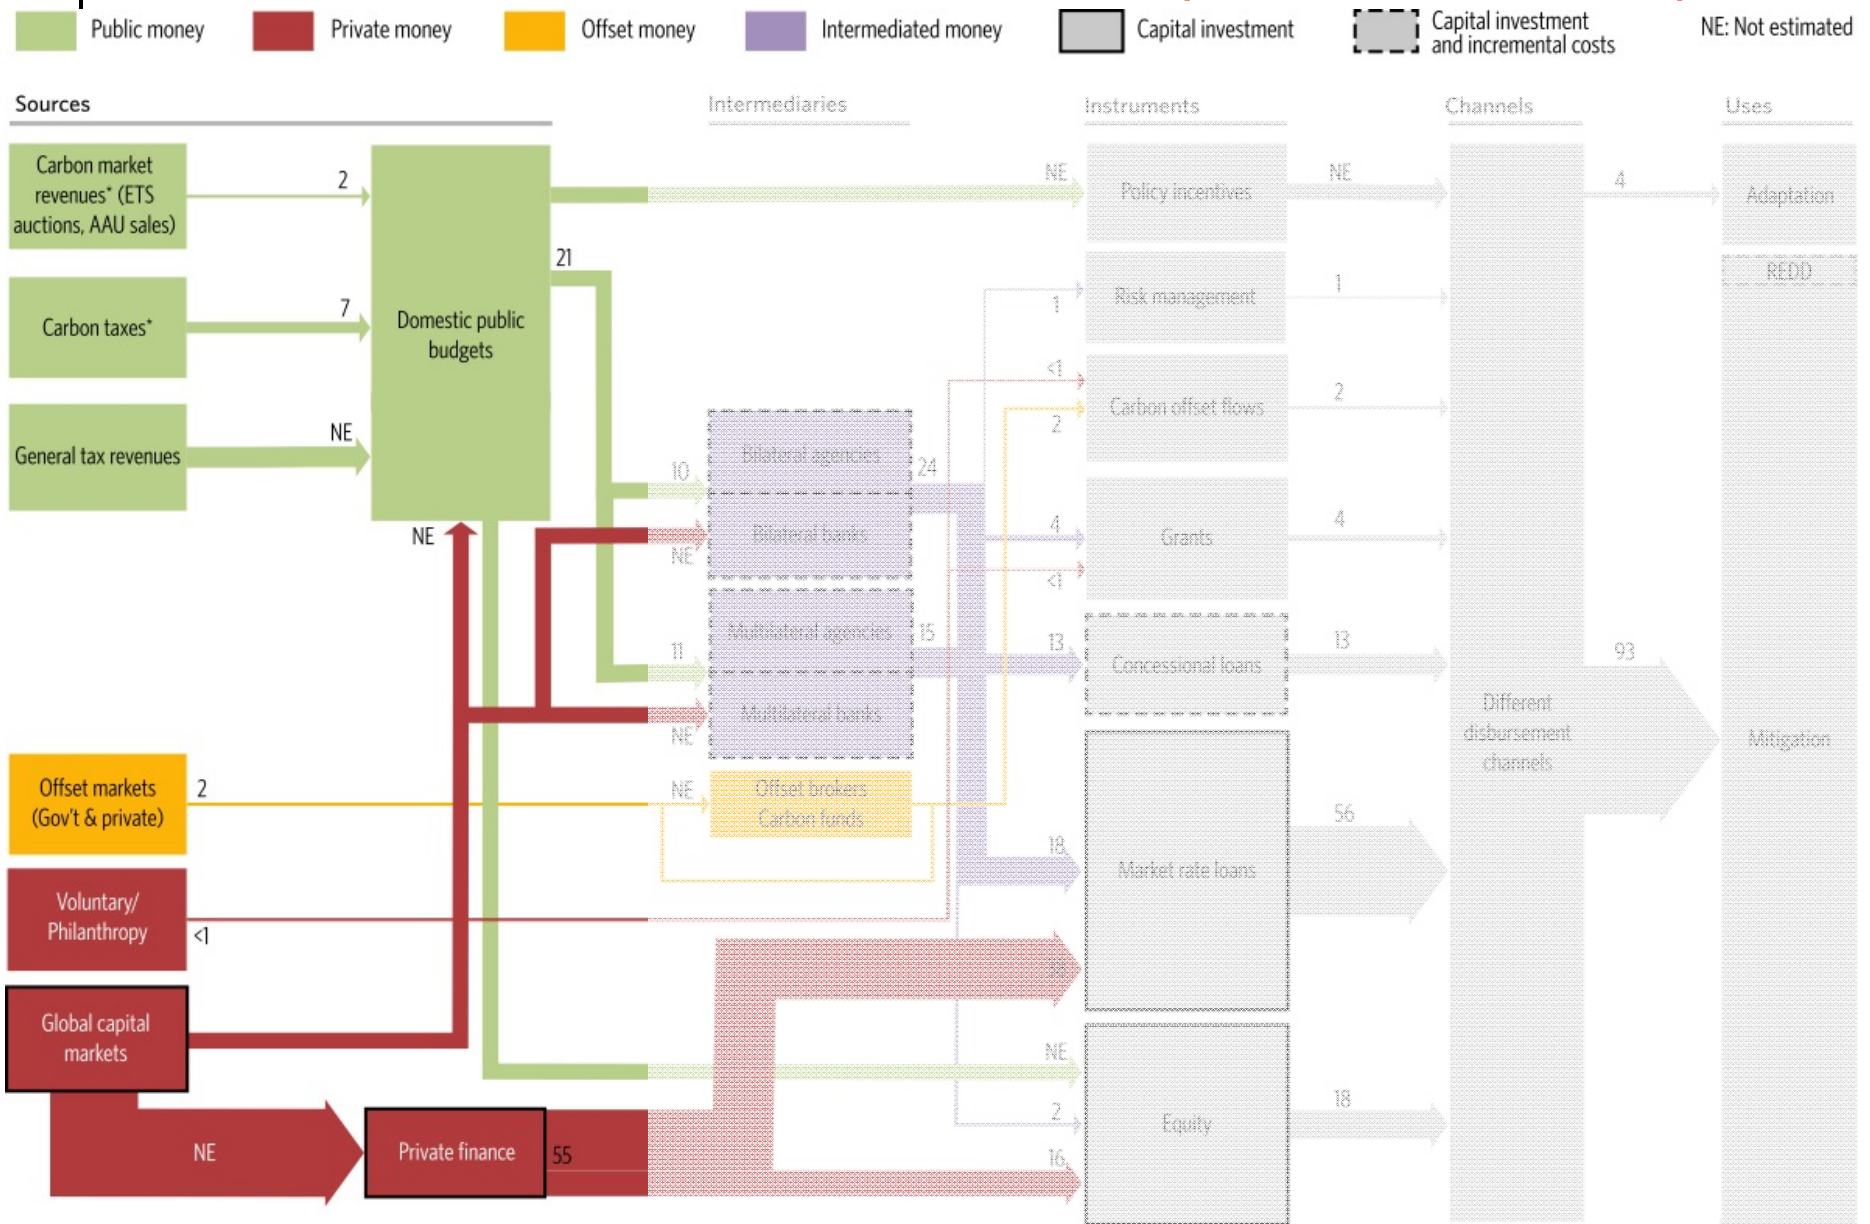 Public money
Private money
Offset money
Intermediated money
Capital investment
Capital investment
and incremental costs
NE: Not estimated
Sources
Intermediaries
Instruments
Channels
Uses
Carbon market
revenues* (ETS
auctions, AAU sales)
2
Carbon taxes*
7
General tax revenues
NE
Domestic public
budgets
21
NE
Offset markets
(Gov't & private)
2
Voluntary/
Philanthropy
<1
Global capital
markets
NE
Private finance
55
10
Bilateral agencies
24
Bilateral banks
NE
Multilateral agencies
15
11
Multilateral banks
NE
NE
Offset brokers
Carbon funds
NE
Policy incentives
NE
1
Risk management
1
<1
Carbon offset flows
2
2
4
Grants
4
<1
13
Concessional loans
13
18
Market rate loans
56
NE
2
Equity
18
16
Different
disbursement
channels
4
Adaptation
REDD
93
Mitigation